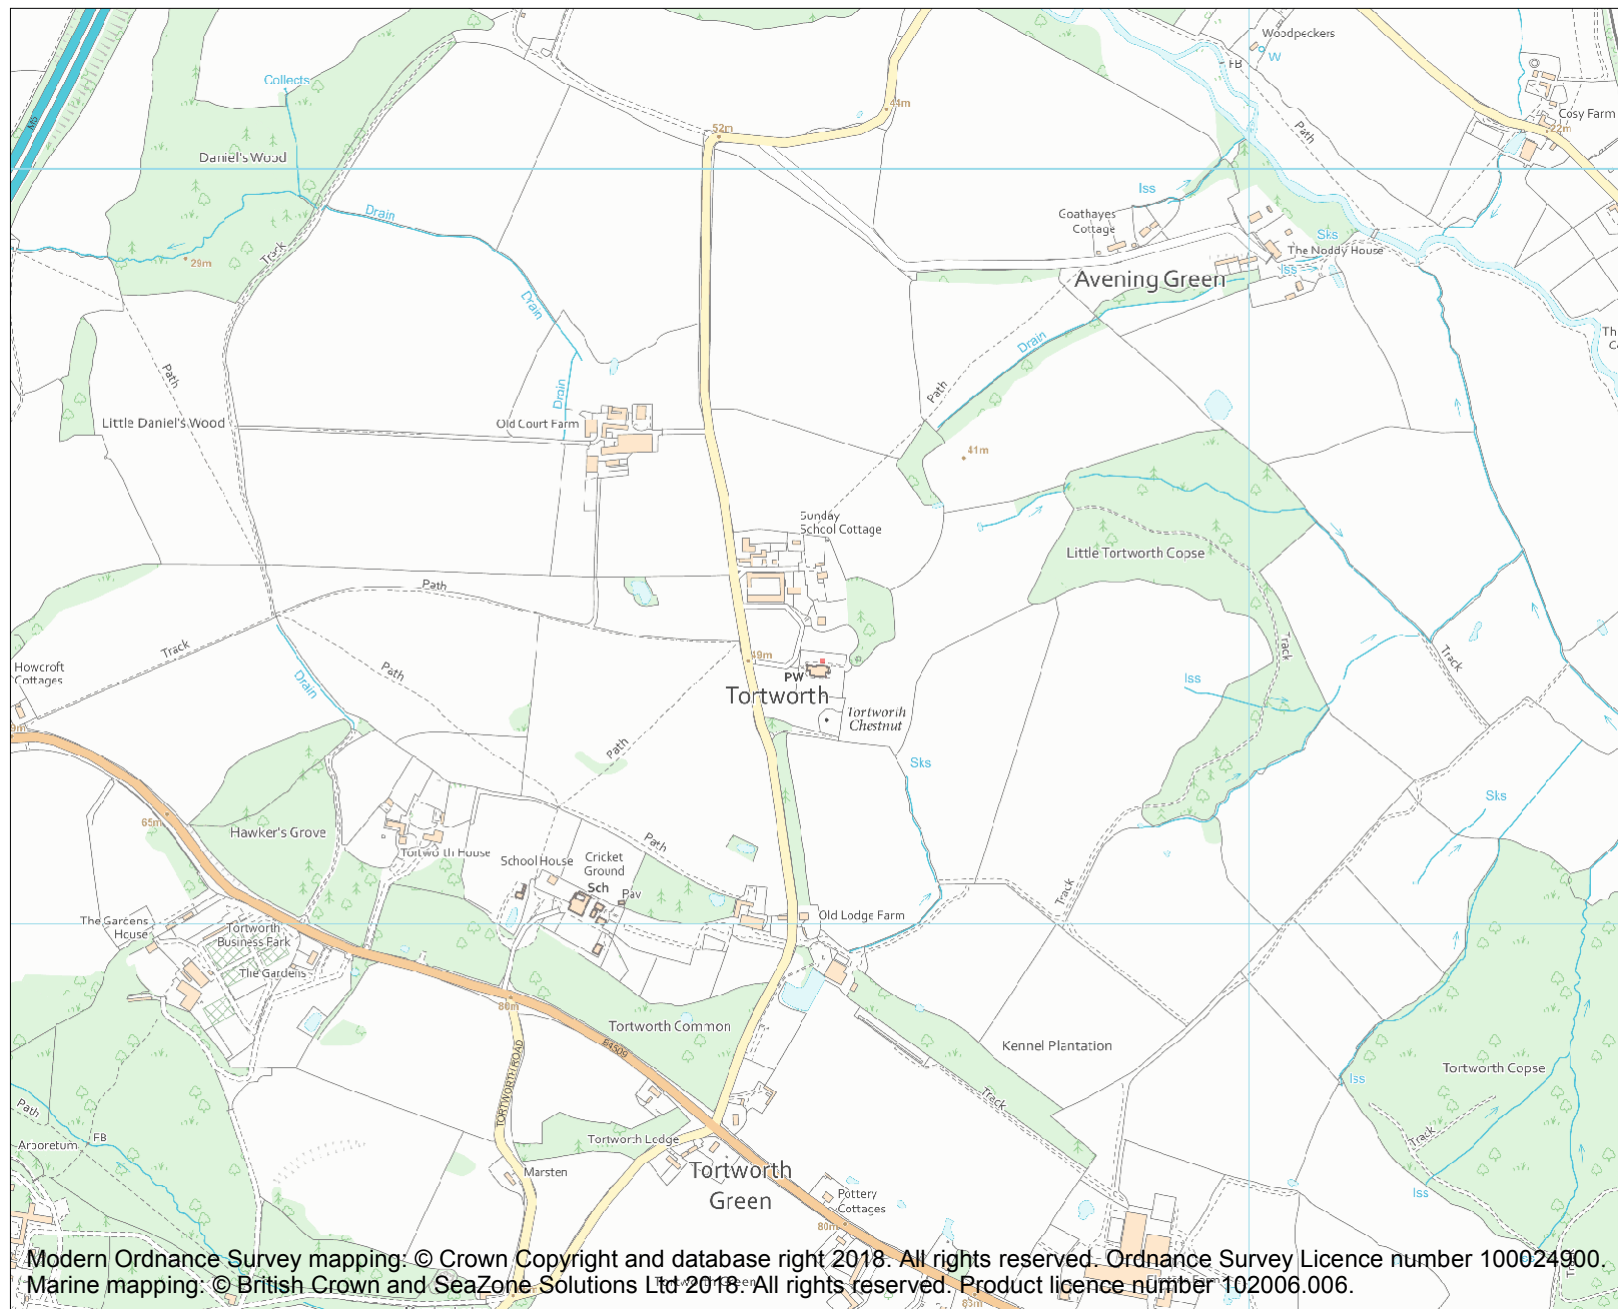 Woodpeckers
W
FB
Collects
M5
44m
Cosy Farm
22m
52m
Path
Daniel's Wood
Iss
Drain
Goathayes
Cottage
Sks
The Noddy House
Track
29m
Iss
Avening Green
Drain
Drain
Path
Path
Drain
Little Daniel's Wood
Old Court Farm
41m
Sunday
School Cottage
Little Tortworth Copse
Path
Track
Track
Track
49m
Howcroft
Cottages
Path
PW
Iss
Drain
Tortworth
Tortworth
Chestnut
Path
Sks
Sks
65m
Hawker's Grove
Path
Tortworth House
School House
Cricket
Ground
Sch
Pav
Track
Old Lodge Farm
The Gardens
House
Tortworth
Business Park
The Gardens
80m
Tortworth Common
B4509
Kennel Plantation
TORTWORTH ROAD
Tortworth Copse
Iss
Track
Path
FB
Arboretum
Tortworth Lodge
Track
Marsten
Tortworth
Green
Iss
Pottery
Cottages
80m
Track
Modern Ordnance Survey mapping: © Crown Copyright and database right 2018. All rights reserved. Ordnance Survey Licence number 100024900.
Marine mapping: © British Crown and SeaZone Solutions Ltd 2018. All rights reserved. Product licence number 102006.006.
Tortworth Green
83m